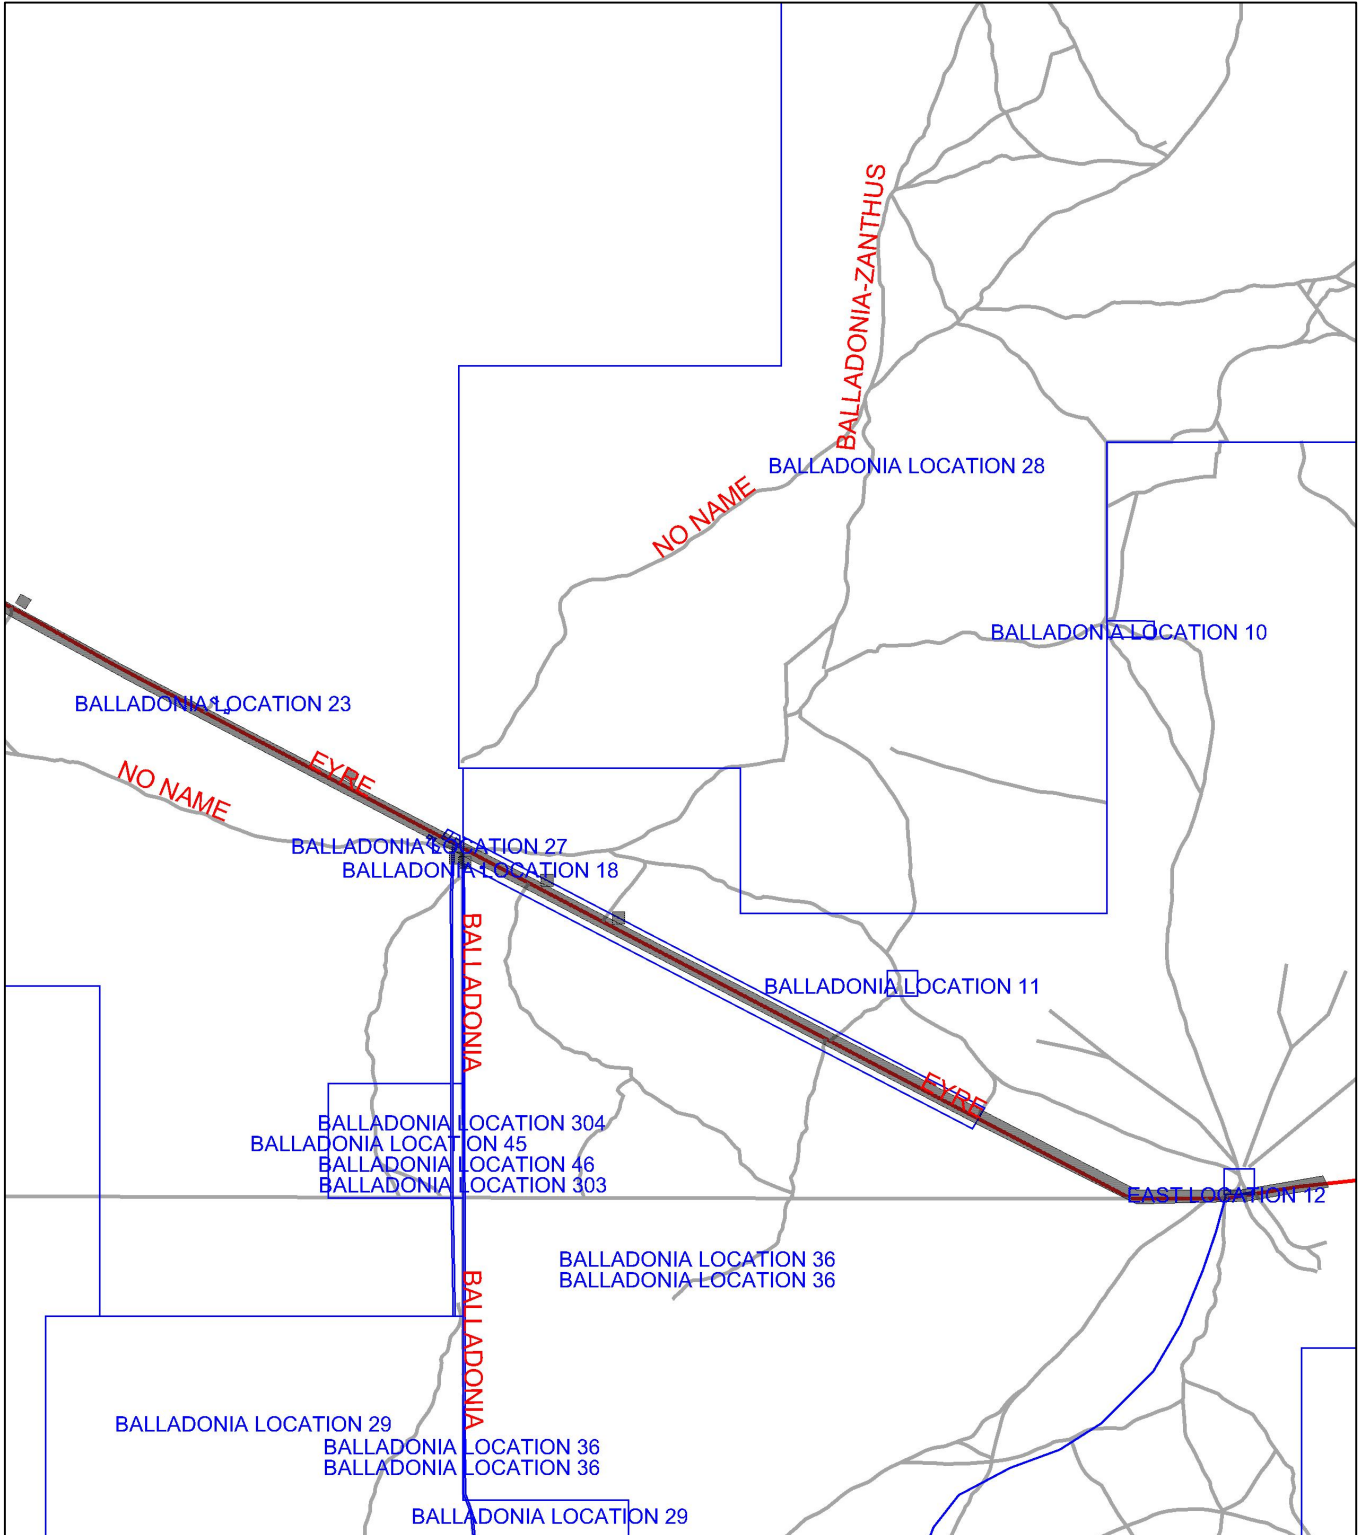 BALLADONIA-ZANTHUS
BALLADONIA LOCATION 28
NO NAME
BALLADONIA LOCATION 10
BALLADONIA LOCATION 23
EYRE
NO NAME
BALLADONIA LOCATION 27
BALLADONIA LOCATION 18
BALLADONIA
BALLADONIA LOCATION 11
EYRE
BALLADONIA LOCATION 304
BALLADONIA LOCATION 45
BALLADONIA LOCATION 46
BALLADONIA LOCATION 303
EAST LOCATION 12
BALLADONIA LOCATION 36
BALLADONIA LOCATION 36
BALLADONIA
BALLADONIA LOCATION 29
BALLADONIA LOCATION 36
BALLADONIA LOCATION 36
BALLADONIA LOCATION 29